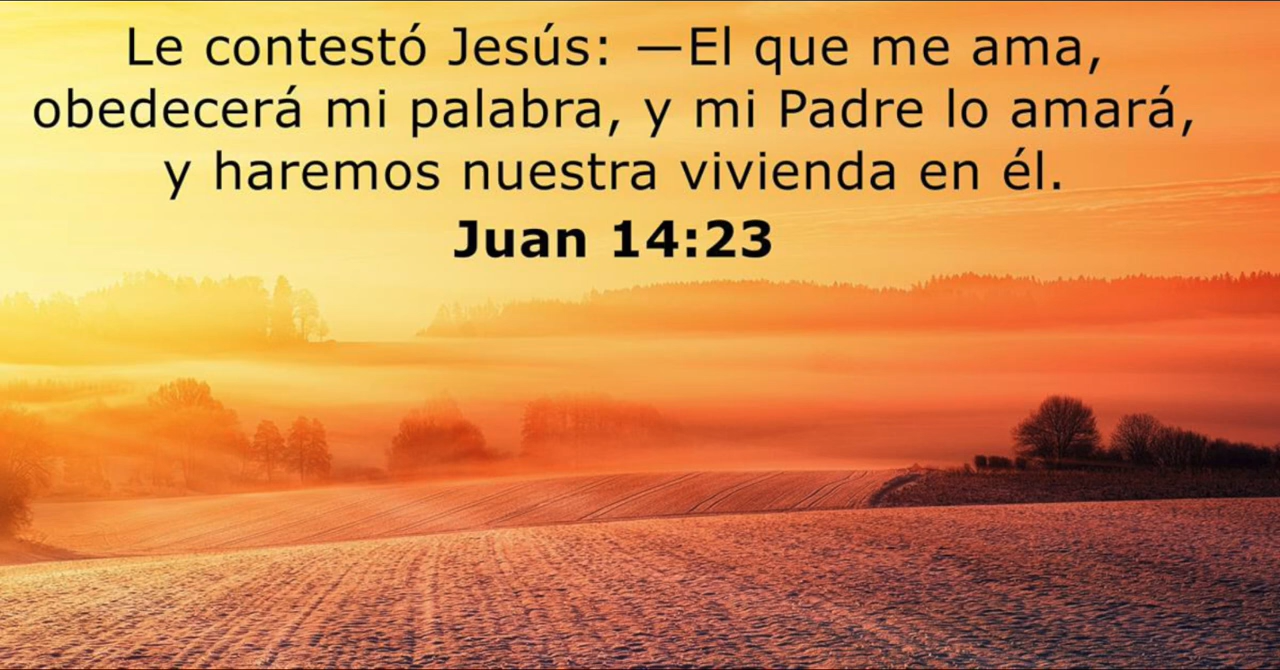 Le contestó Jesús: —El que me ama,
obedecerá mi palabra, y mi Padre lo amará,
y haremos nuestra vivienda en él.
Juan 14:23